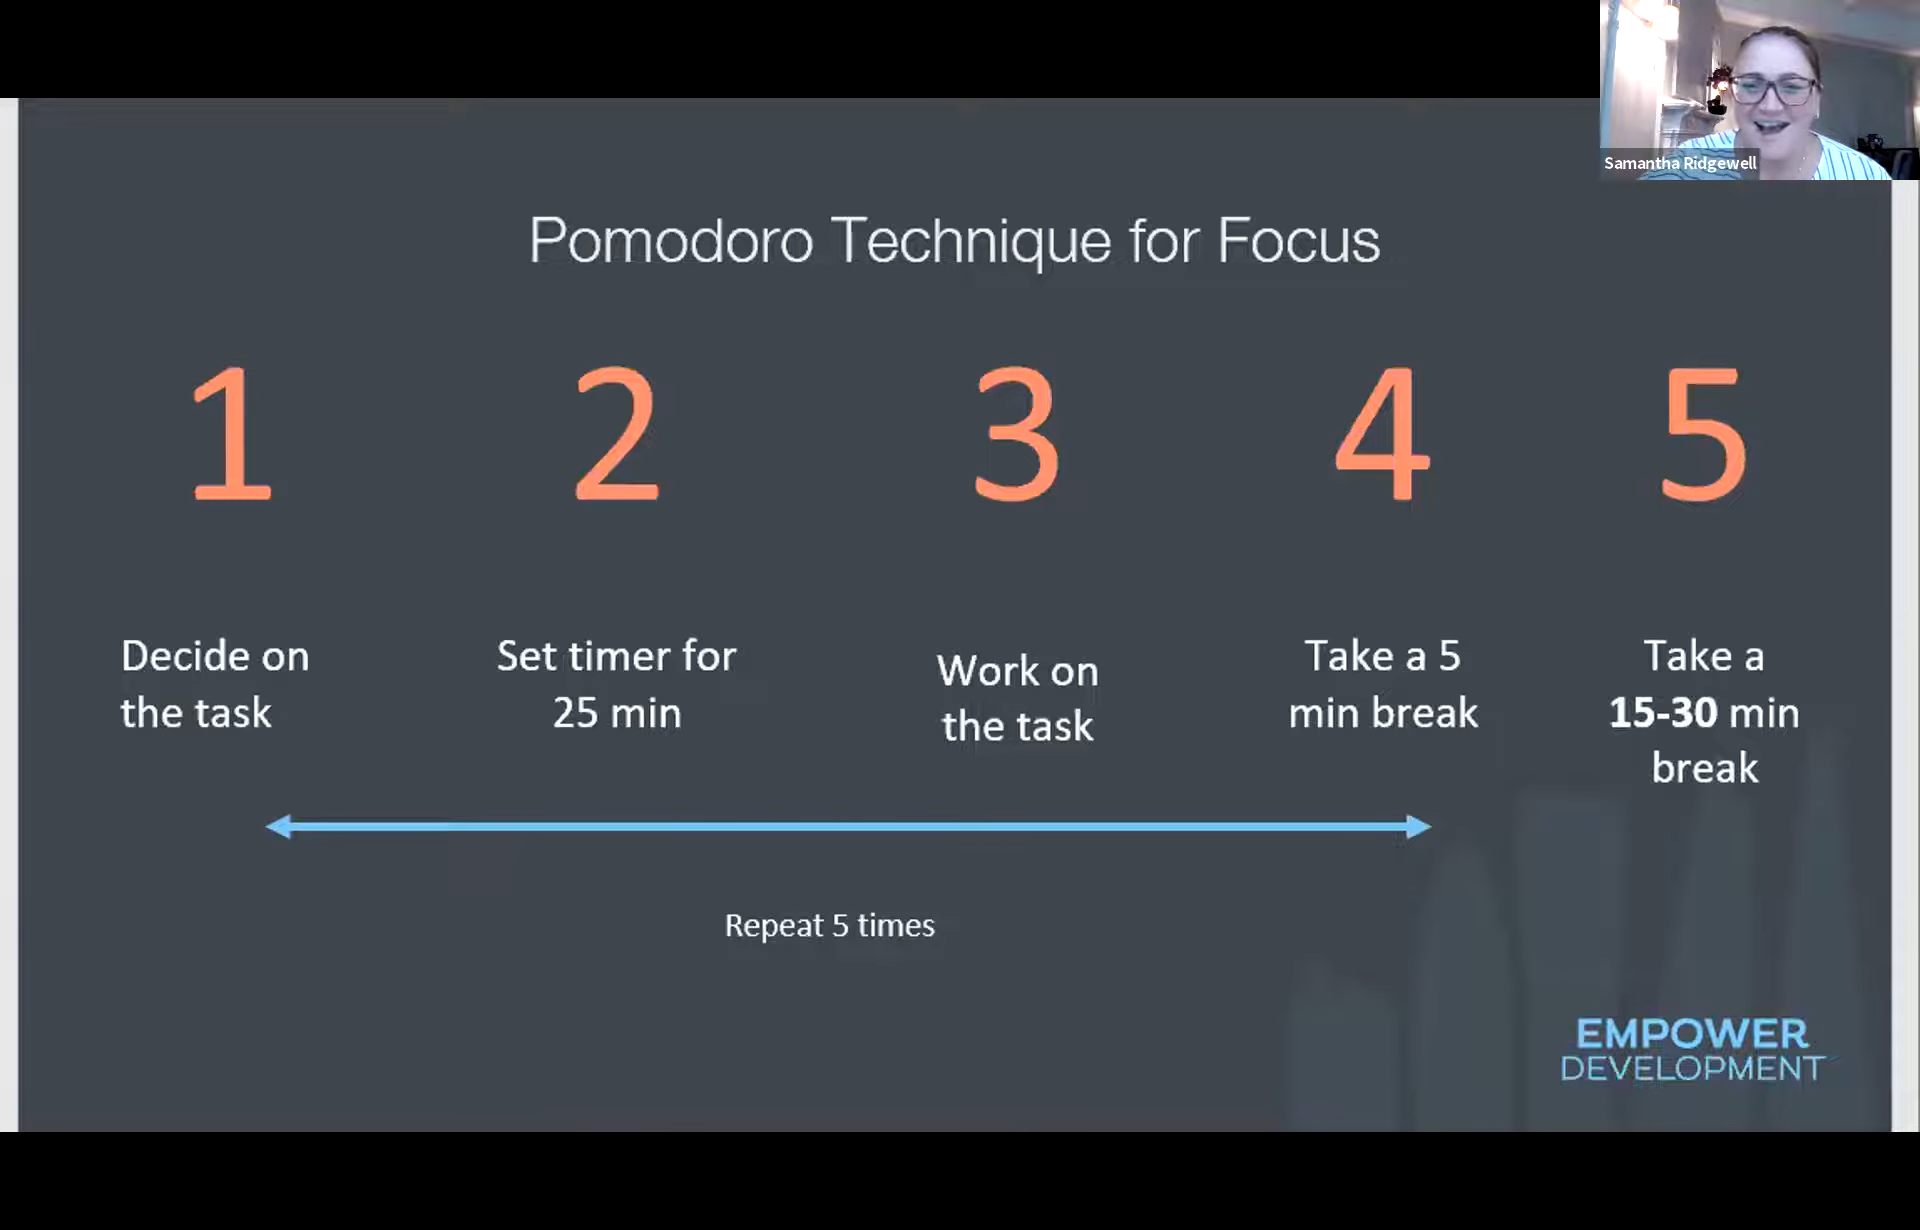 Samantha Ridgewell
Pomodoro Technique for Focus
1
2
3
4
5
Decide on
the task
Set timer for
25 min
Work on
the task
Take a 5
min break
Take a
15-30 min
break
Repeat 5 times
EMPOWER
DEVELOPMENT